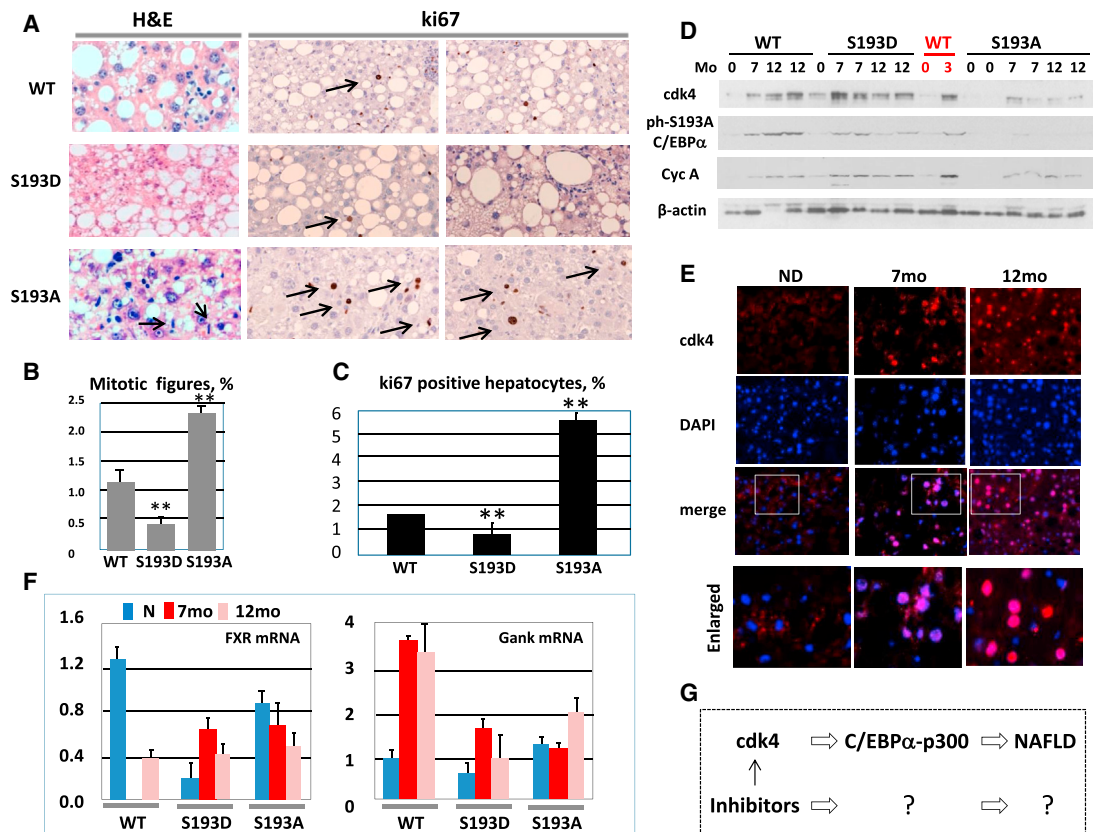 A
H&E
ki67
WT
S193D
S193A
B
Mitotic figures, %
2.5
2.0
1.5
1.0
0.5
0
**
**
WT S193D S193A
C
ki67 positive hepatocytes, %
6
5
4
3
2
1
0
**
**
WT S193D S193A
D
WT S193D WT S193A
Mo 0 7 12 12 0 7 7 12 12 0 3 0 0 7 7 12 12
cdk4
ph-S193A
C/EBPα
Cyc A
β-actin
E
ND 7mo 12mo
cdk4
DAPI
merge
Enlarged
F
N 7mo 12mo
FXR mRNA
1.6
1.2
0.8
0.4
0.0
WT S193D S193A
Gank mRNA
4
3
2
1
0
WT S193D S193A
G
cdk4 ⇨ C/EBPα-p300 ⇨ NAFLD
Inhibitors ⇨ ? ⇨ ?